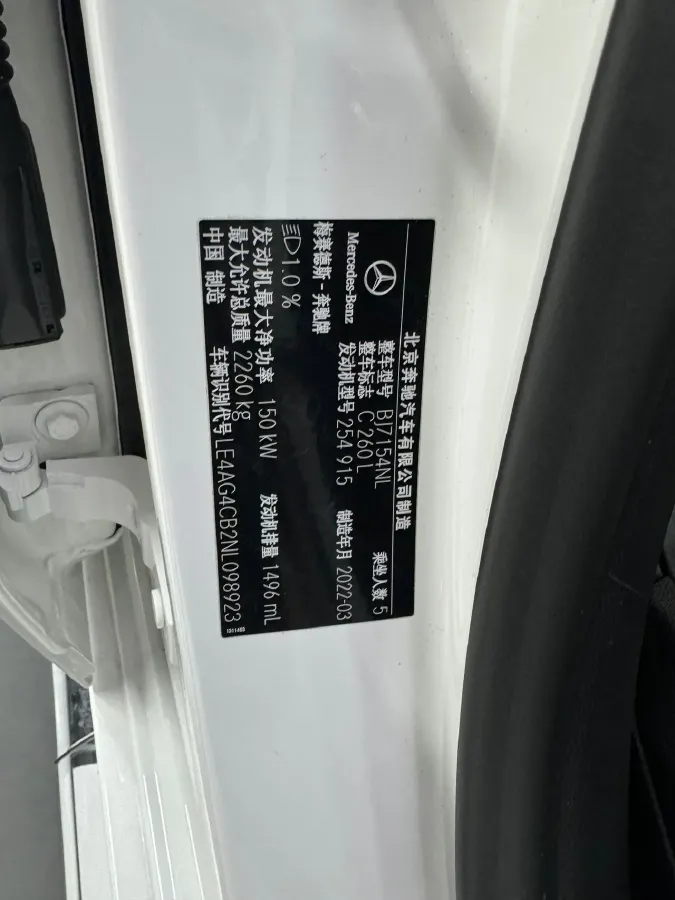 北京奔驰汽车有限公司制造
Mercedes-Benz
整车型号 BJ7154NL 乘坐人数 5
整车标志 C 260 L
发动机型号 254 915 制造年月 2022-03
梅赛德斯-奔驰牌
1.0 %
发动机最大净功率 150 kW 发动机排量 1496 mL
最大允许总质量 2260 kg
中国 制造 车辆识别代号 LE4AG4CB2NL098923